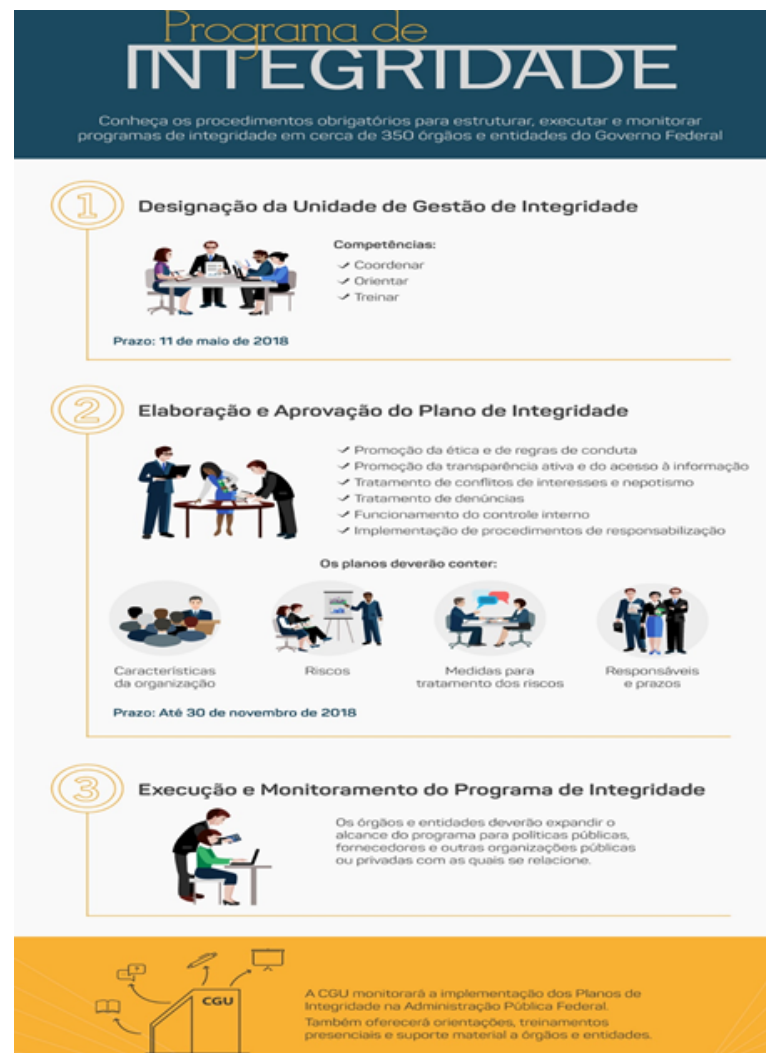 Programa de
INTEGRIDADE
Conheça os procedimentos obrigatórios para estruturar, executar e monitorar
programas de integridade em cerca de 350 órgãos e entidades do Governo Federal
1
Designação da Unidade de Gestão de Integridade
Competências:
✓ Coordenar
✓ Orientar
✓ Treinar
Prazo: 11 de maio de 2018
2
Elaboração e Aprovação do Plano de Integridade
✓ Promoção da ética e de regras de conduta
✓ Promoção da transparência ativa e do acesso à informação
✓ Tratamento de conflitos de interesses e nepotismo
✓ Tratamento de denúncias
✓ Funcionamento do controle interno
✓ Implementação de procedimentos de responsabilização
Os planos deverão conter:
Características
da organização
Riscos
Medidas para
tratamento dos riscos
Responsáveis
e prazos
Prazo: Até 30 de novembro de 2018
3
Execução e Monitoramento do Programa de Integridade
Os órgãos e entidades deverão expandir o
alcance do programa para políticas públicas,
fornecedores e outras organizações públicas
ou privadas com as quais se relacione.
CGU
A CGU monitorará a implementação dos Planos de
Integridade na Administração Pública Federal.
Também oferecerá orientações, treinamentos
presenciais e suporte material a órgãos e entidades.